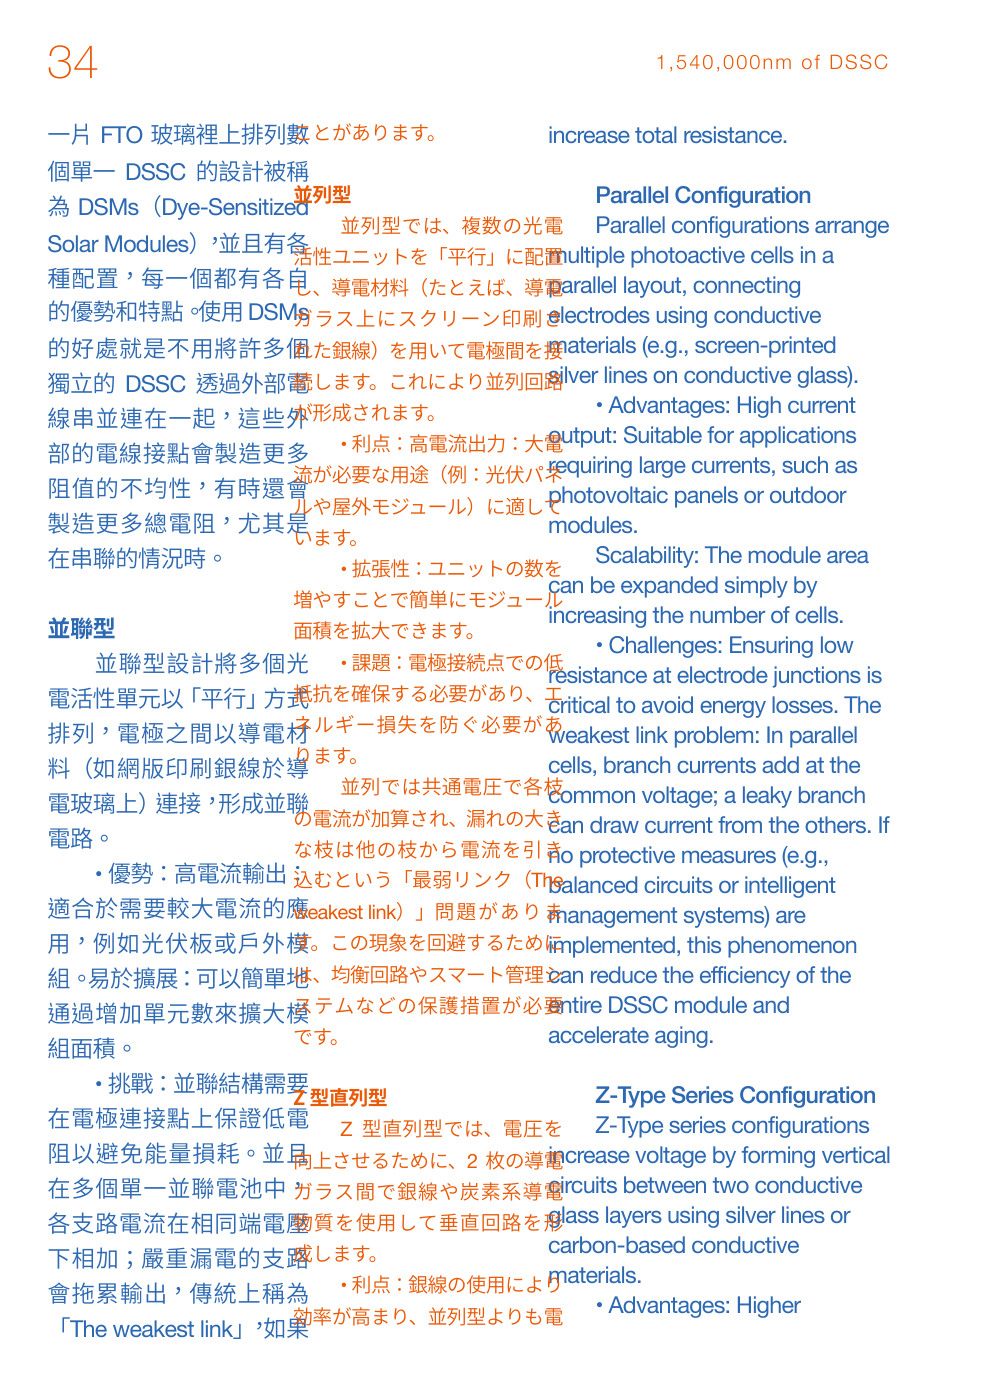 34
1,540,000nm of DSSC
一片 FTO 玻璃裡上排列數
個單一 DSSC 的設計被稱
為 DSMs（Dye-Sensitized
Solar Modules），並且有各
種配置，每一個都有各自
的優勢和特點。使用 DSMs
的好處就是不用將許多個
獨立的 DSSC 透過外部電
線串並連在一起，這些外
部的電線接點會製造更多
阻值的不均性，有時還會
製造更多總電阻，尤其是
在串聯的情況時。
並聯型
並聯型設計將多個光
電活性單元以「平行」方式
排列，電極之間以導電材
料（如網版印刷銀線於導
電玻璃上）連接，形成並聯
電路。
• 優勢：高電流輸出：
適合於需要較大電流的應
用，例如光伏板或戶外模
組。易於擴展：可以簡單地
通過增加單元數來擴大模
組面積。
• 挑戰：並聯結構需要
在電極連接點上保證低電
阻以避免能量損耗。並且
在多個單一並聯電池中，
各支路電流在相同端電壓
下相加；嚴重漏電的支路
會拖累輸出，傳統上稱為
「The weakest link」，如果
ことがあります。
並列型
並列型では、複数の光電
活性ユニットを「平行」に配置
し、導電材料（たとえば、導電
ガラス上にスクリーン印刷さ
れた銀線）を用いて電極間を接
続します。これにより並列回路
が形成されます。
• 利点：高電流出力：大電
流が必要な用途（例：光伏パネ
ルや屋外モジュール）に適して
います。
• 拡張性：ユニットの数を
増やすことで簡単にモジュール
面積を拡大できます。
• 課題：電極接続点での低
抵抗を確保する必要があり、エ
ネルギー損失を防ぐ必要があ
ります。
並列では共通電圧で各枝
の電流が加算され、漏れの大き
な枝は他の枝から電流を引き
込むという「最弱リンク（The
weakest link）」問題がありま
す。この現象を回避するために
は、均衡回路やスマート管理シ
ステムなどの保護措置が必要
です。
Z 型直列型
Z 型直列型では、電圧を
向上させるために、2 枚の導電
ガラス間で銀線や炭素系導電
物質を使用して垂直回路を形
成します。
• 利点：銀線の使用により
効率が高まり、並列型よりも電
increase total resistance.
Parallel Configuration
Parallel configurations arrange
multiple photoactive cells in a
parallel layout, connecting
electrodes using conductive
materials (e.g., screen-printed
silver lines on conductive glass).
• Advantages: High current
output: Suitable for applications
requiring large currents, such as
photovoltaic panels or outdoor
modules.
Scalability: The module area
can be expanded simply by
increasing the number of cells.
• Challenges: Ensuring low
resistance at electrode junctions is
critical to avoid energy losses. The
weakest link problem: In parallel
cells, branch currents add at the
common voltage; a leaky branch
can draw current from the others. If
no protective measures (e.g.,
balanced circuits or intelligent
management systems) are
implemented, this phenomenon
can reduce the efficiency of the
entire DSSC module and
accelerate aging.
Z-Type Series Configuration
Z-Type series configurations
increase voltage by forming vertical
circuits between two conductive
glass layers using silver lines or
carbon-based conductive
materials.
• Advantages: Higher